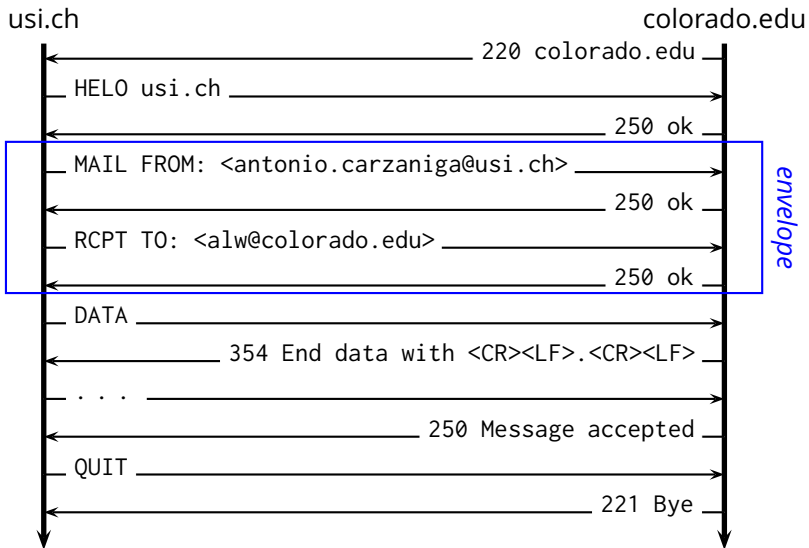 usi.ch colorado.edu
220 colorado.edu
HELO usi.ch
250 ok
MAIL FROM: <antonio.carzaniga@usi.ch>
250 ok
RCPT TO: <alw@colorado.edu>
250 ok
envelope
DATA
354 End data with <CR><LF>.<CR><LF>
. . .
250 Message accepted
QUIT
221 Bye